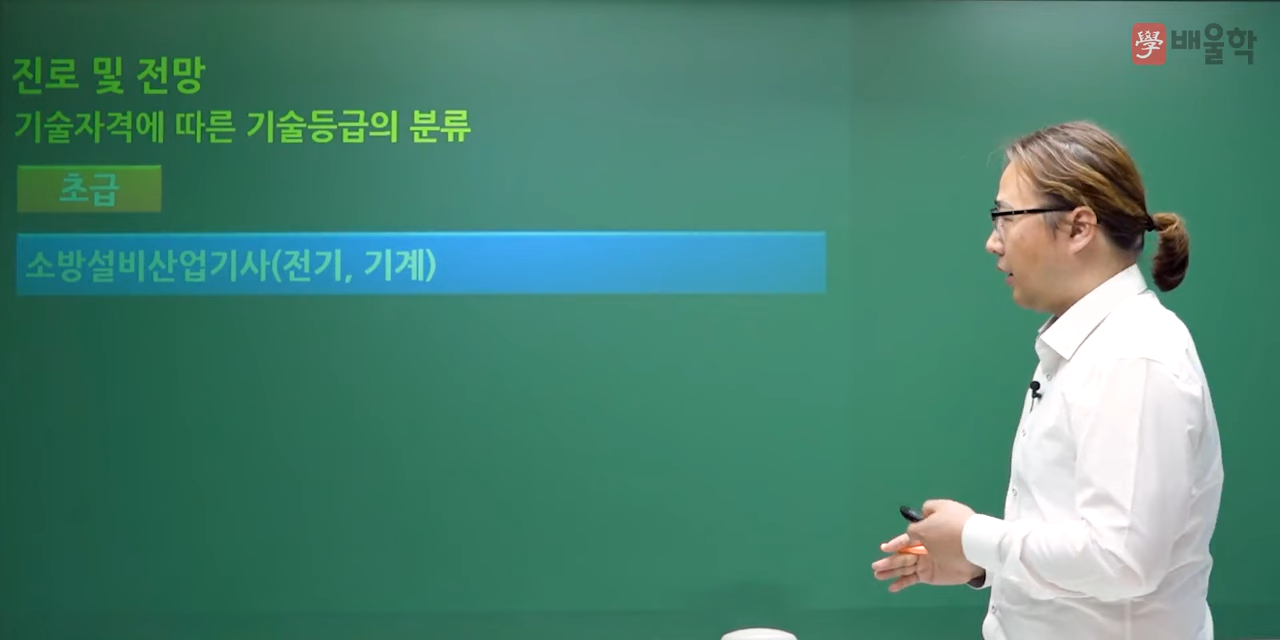 學 배울학
진로 및 전망
기술자격에 따른 기술등급의 분류
초급
소방설비산업기사(전기, 기계)